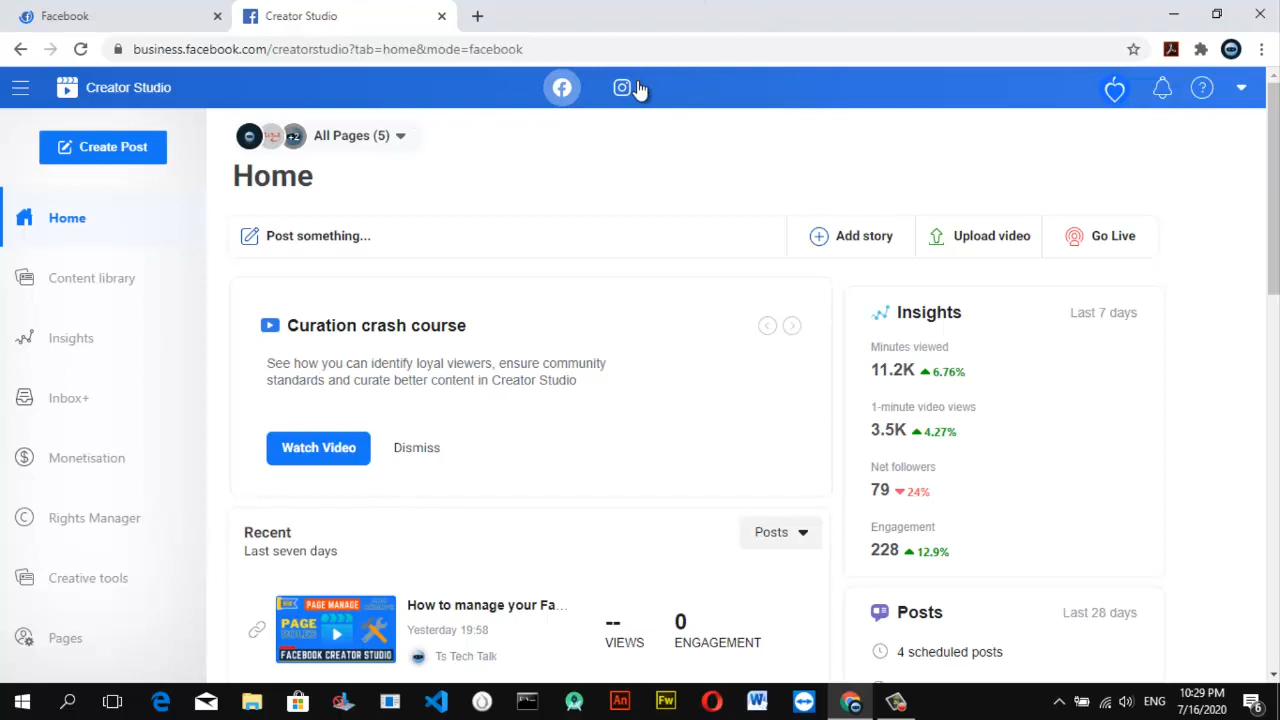 Facebook
Creator Studio
business.facebook.com/creatorstudio?tab=home&mode=facebook
Creator Studio
Create Post
Home
Content library
Insights
Inbox+
Monetisation
Rights Manager
Creative tools
Pages
+2 All Pages (5)
Home
Post something...
Add story
Upload video
Go Live
Curation crash course
See how you can identify loyal viewers, ensure community
standards and curate better content in Creator Studio
Watch Video
Dismiss
Insights
Last 7 days
Minutes viewed
11.2K 6.76%
1-minute video views
3.5K 4.27%
Net followers
79 24%
Engagement
228 12.9%
Recent
Last seven days
Posts
PAGE MANAGE
PAGE
ROLES
FACEBOOK CREATOR STUDIO
How to manage your Fa...
Yesterday 19:58
Ts Tech Talk
--
VIEWS
0
ENGAGEMENT
Posts
Last 28 days
4 scheduled posts
An
Fw
ENG
10:29 PM
7/16/2020
6